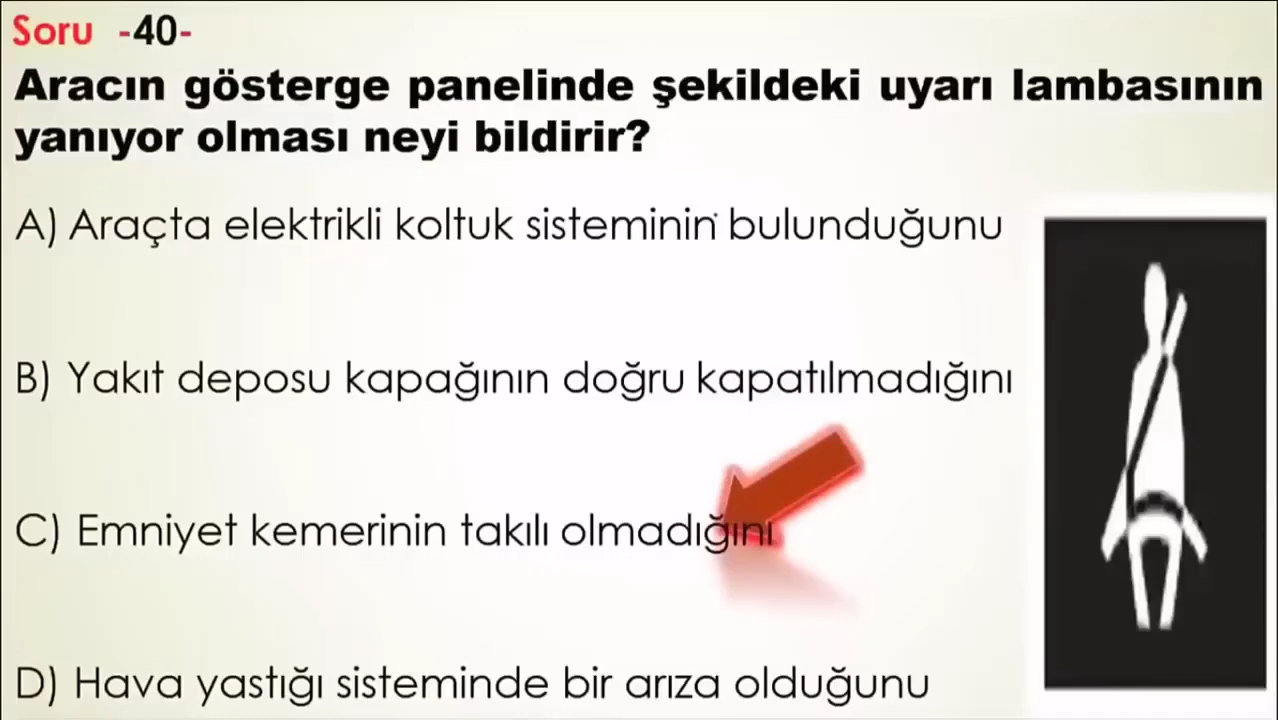 Soru -40-
Aracın gösterge panelinde şekildeki uyarı lambasının
yanıyor olması neyi bildirir?
A) Araçta elektrikli koltuk sisteminin bulunduğunu
B) Yakıt deposu kapağının doğru kapatılmadığını
C) Emniyet kemerinin takılı olmadığını
D) Hava yastığı sisteminde bir arıza olduğunu